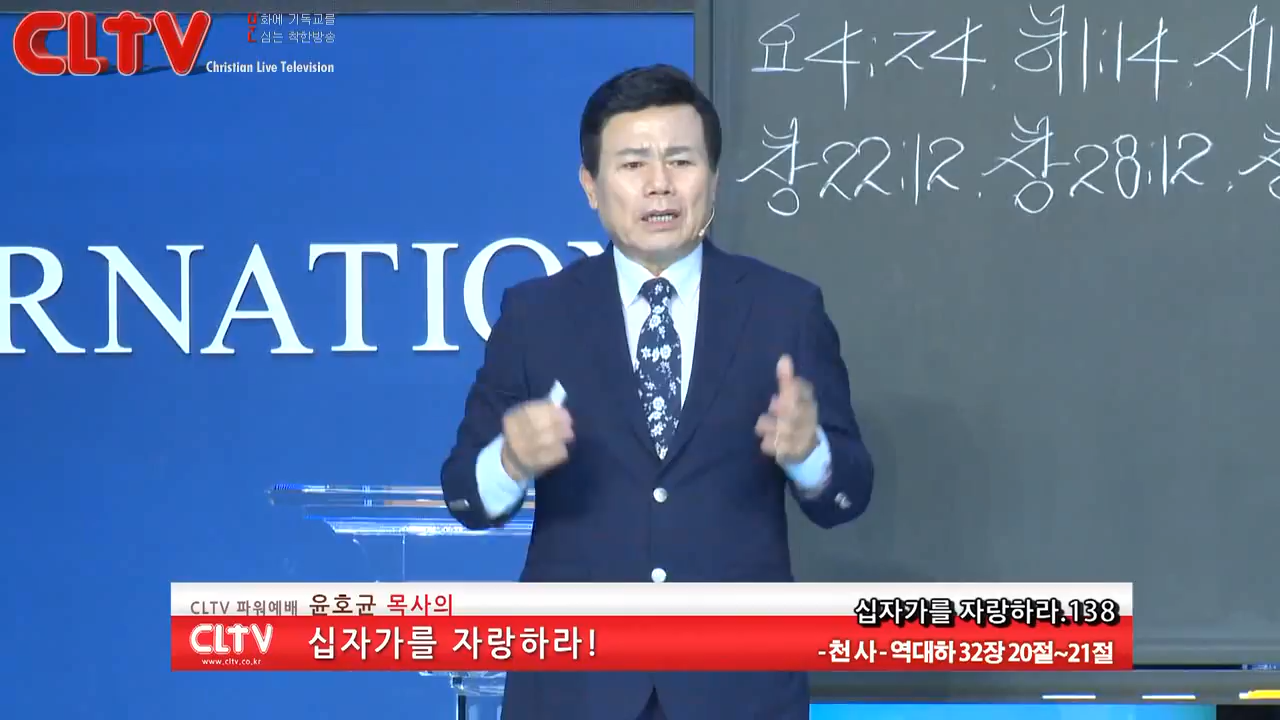 CLTV
문화에 기독교를
심는 착한방송
Christian Live Television
요4:24, 히1:14,
창22:12, 창28:12,
RNATIO
CLTV 파워예배 윤호균 목사의
십자가를 자랑하라.138
CLTV
www.cltv.co.kr
십자가를 자랑하라!
- 천 사 - 역대하 32장 20절~21절